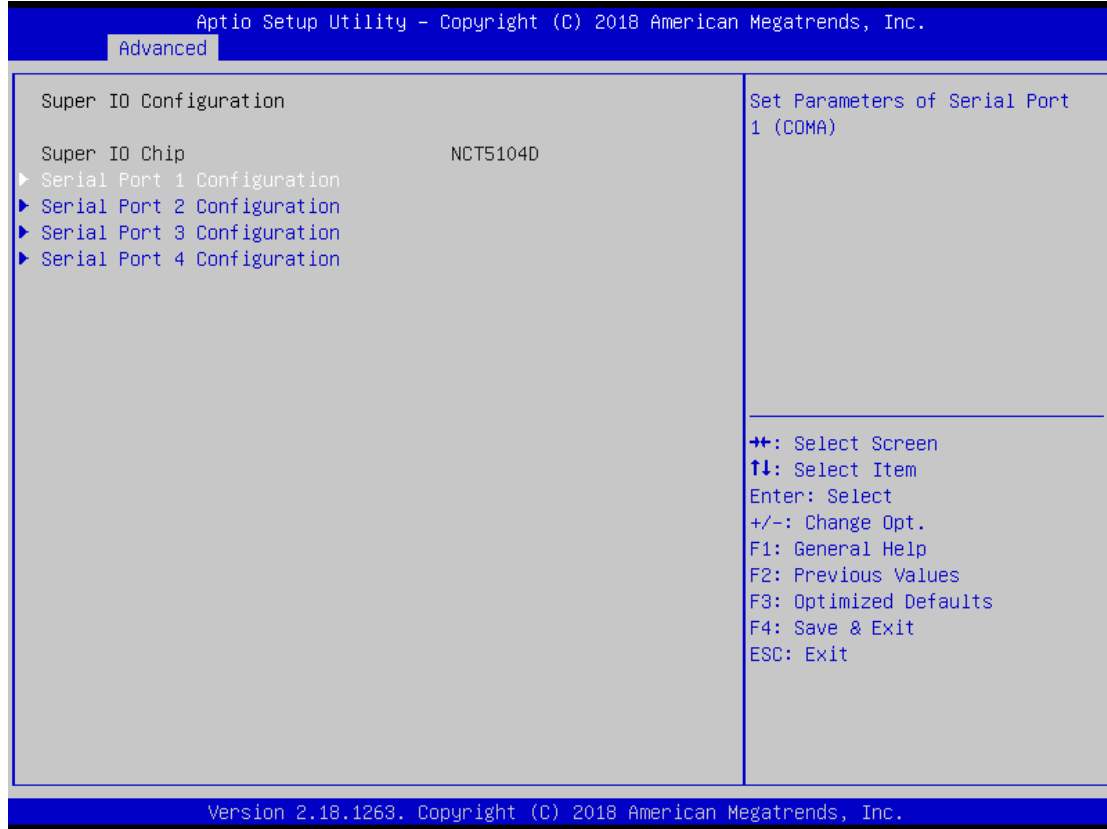 Aptio Setup Utility – Copyright (C) 2018 American Megatrends, Inc.
Advanced
Super IO Configuration
Super IO Chip NCT5104D
▶ Serial Port 1 Configuration
▶ Serial Port 2 Configuration
▶ Serial Port 3 Configuration
▶ Serial Port 4 Configuration
Set Parameters of Serial Port
1 (COMA)
→←: Select Screen
↑↓: Select Item
Enter: Select
+/-: Change Opt.
F1: General Help
F2: Previous Values
F3: Optimized Defaults
F4: Save & Exit
ESC: Exit
Version 2.18.1263. Copyright (C) 2018 American Megatrends, Inc.